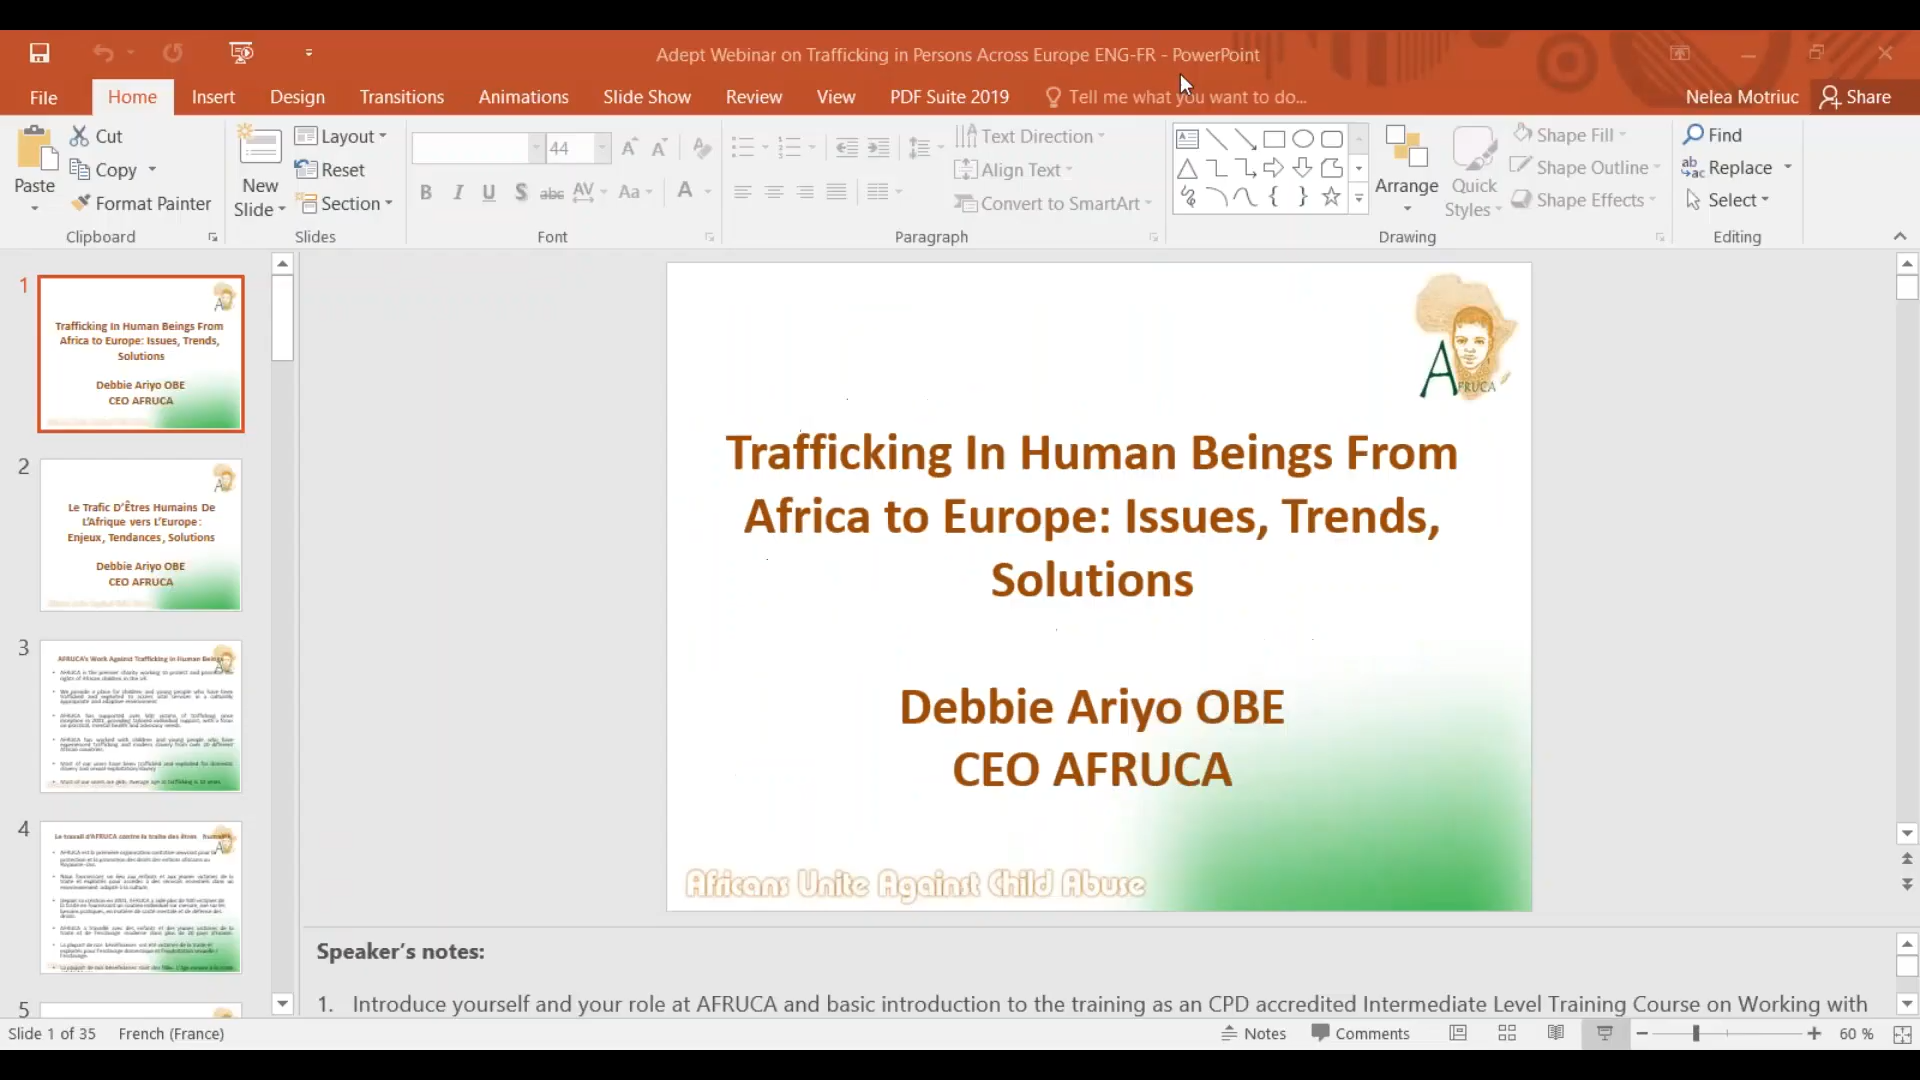 Adept Webinar on Trafficking in Persons Across Europe ENG-FR - PowerPoint
File Home Insert Design Transitions Animations Slide Show Review View PDF Suite 2019 Tell me what you want to do... Nelea Motriuc Share
Paste
Cut
Copy
Format Painter
Clipboard
New Slide
Layout
Reset
Section
Slides
44
B I U S abc AV Aa A
Font
Text Direction
Align Text
Convert to SmartArt
Paragraph
Arrange
Quick Styles
Shape Fill
Shape Outline
Shape Effects
Drawing
Find
Replace
Select
Editing
1
Trafficking In Human Beings From
Africa to Europe: Issues, Trends,
Solutions
Debbie Ariyo OBE
CEO AFRUCA
2
Le Trafic D'Êtres Humains De
L'Afrique vers L'Europe :
Enjeux, Tendances, Solutions
Debbie Ariyo OBE
CEO AFRUCA
3
AFRUCA's Work Against Trafficking in Human Beings
4
Le travail d'AFRUCA contre la traite des êtres humains
5
AFRUCA
Trafficking In Human Beings From
Africa to Europe: Issues, Trends,
Solutions
Debbie Ariyo OBE
CEO AFRUCA
Africans Unite Against Child Abuse
Speaker's notes:
1. Introduce yourself and your role at AFRUCA and basic introduction to the training as an CPD accredited Intermediate Level Training Course on Working with
Slide 1 of 35 French (France) Notes Comments 60 %